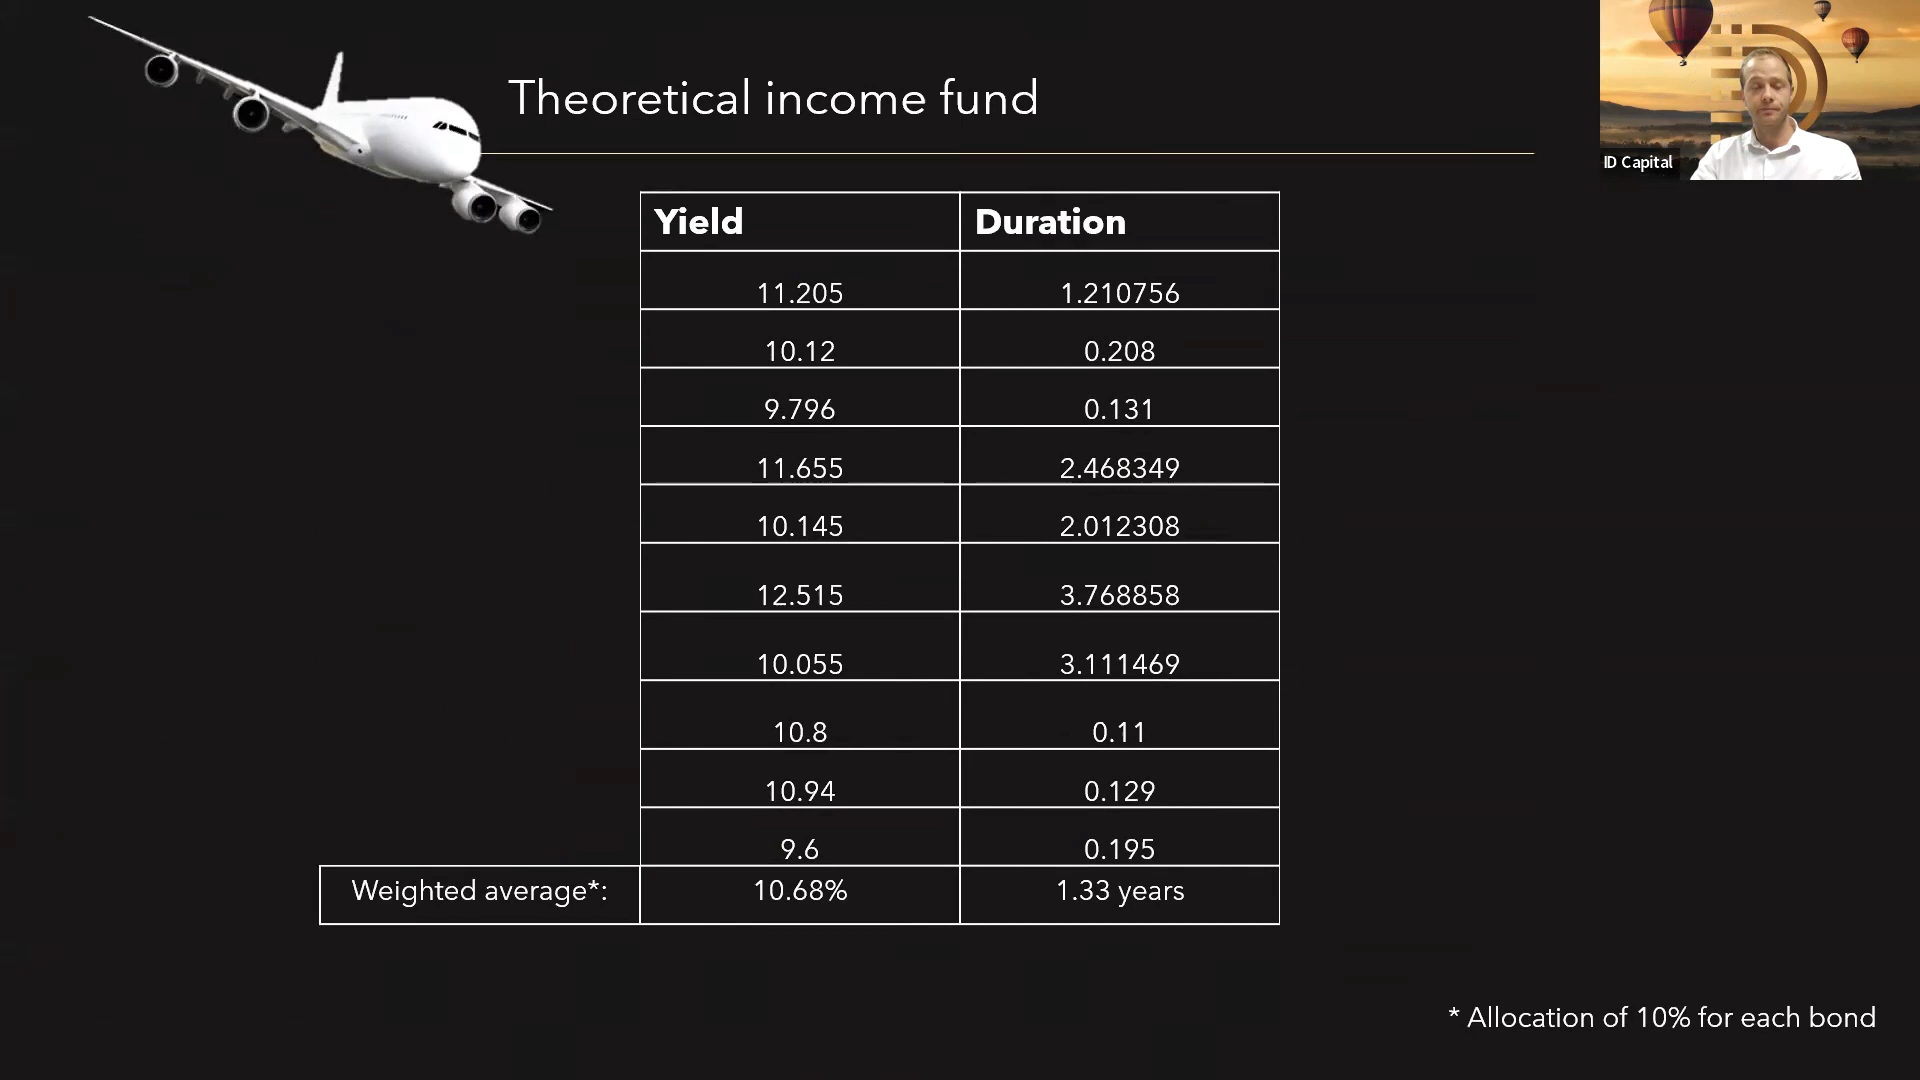 Theoretical income fund
ID Capital
Yield Duration
11.205 1.210756
10.12 0.208
9.796 0.131
11.655 2.468349
10.145 2.012308
12.515 3.768858
10.055 3.111469
10.8 0.11
10.94 0.129
9.6 0.195
Weighted average*: 10.68% 1.33 years
* Allocation of 10% for each bond